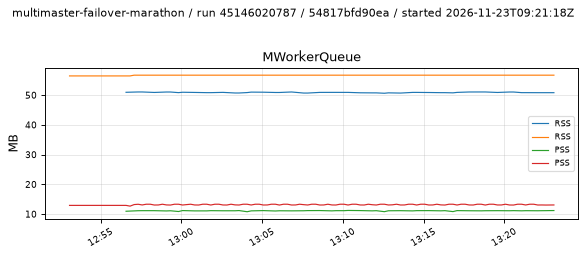 multimaster-failover-marathon / run 45146020787 / 54817bfd90ea / started 2026-11-23T09:21:18Z
MWorkerQueue
MB
50
40
30
20
10
RSS
RSS
PSS
PSS
12:55
13:00
13:05
13:10
13:15
13:20